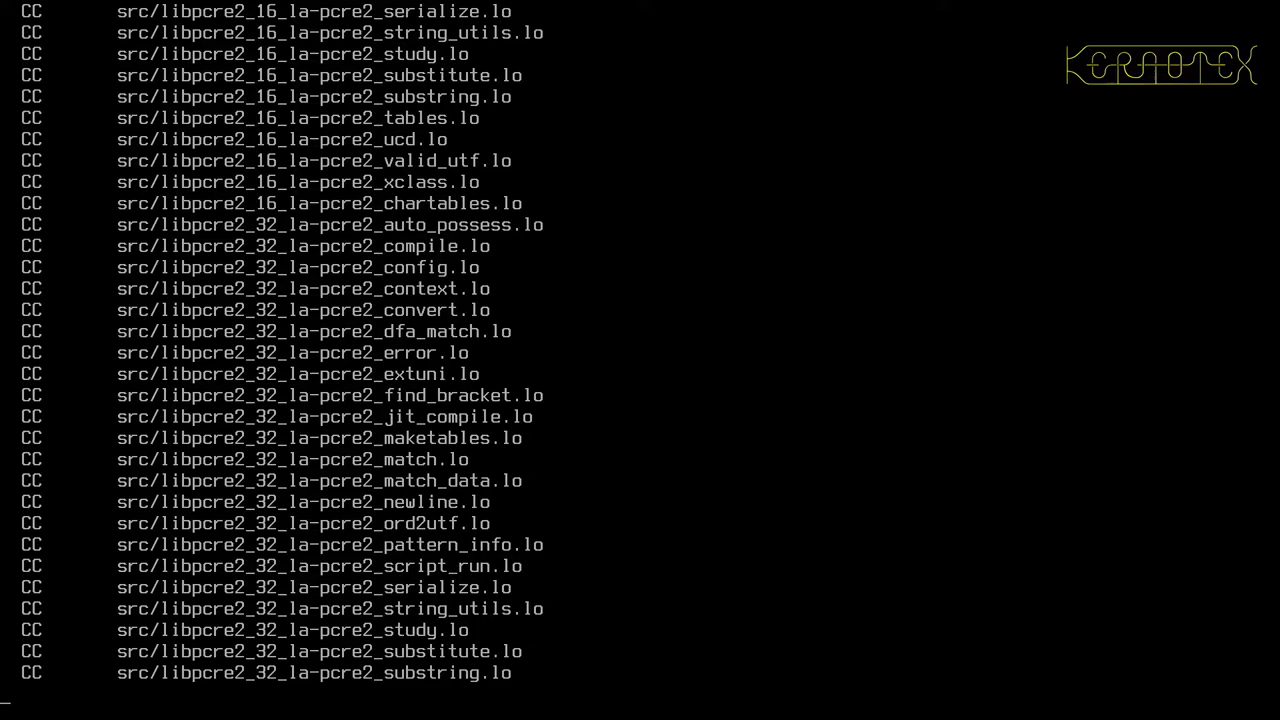 CC src/libpcre2_16_la-pcre2_serialize.lo
CC src/libpcre2_16_la-pcre2_string_utils.lo
CC src/libpcre2_16_la-pcre2_study.lo
CC src/libpcre2_16_la-pcre2_substitute.lo
CC src/libpcre2_16_la-pcre2_substring.lo
CC src/libpcre2_16_la-pcre2_tables.lo
CC src/libpcre2_16_la-pcre2_ucd.lo
CC src/libpcre2_16_la-pcre2_valid_utf.lo
CC src/libpcre2_16_la-pcre2_xclass.lo
CC src/libpcre2_16_la-pcre2_chartables.lo
CC src/libpcre2_32_la-pcre2_auto_possess.lo
CC src/libpcre2_32_la-pcre2_compile.lo
CC src/libpcre2_32_la-pcre2_config.lo
CC src/libpcre2_32_la-pcre2_context.lo
CC src/libpcre2_32_la-pcre2_convert.lo
CC src/libpcre2_32_la-pcre2_dfa_match.lo
CC src/libpcre2_32_la-pcre2_error.lo
CC src/libpcre2_32_la-pcre2_extuni.lo
CC src/libpcre2_32_la-pcre2_find_bracket.lo
CC src/libpcre2_32_la-pcre2_jit_compile.lo
CC src/libpcre2_32_la-pcre2_maketables.lo
CC src/libpcre2_32_la-pcre2_match.lo
CC src/libpcre2_32_la-pcre2_match_data.lo
CC src/libpcre2_32_la-pcre2_newline.lo
CC src/libpcre2_32_la-pcre2_ord2utf.lo
CC src/libpcre2_32_la-pcre2_pattern_info.lo
CC src/libpcre2_32_la-pcre2_script_run.lo
CC src/libpcre2_32_la-pcre2_serialize.lo
CC src/libpcre2_32_la-pcre2_string_utils.lo
CC src/libpcre2_32_la-pcre2_study.lo
CC src/libpcre2_32_la-pcre2_substitute.lo
CC src/libpcre2_32_la-pcre2_substring.lo